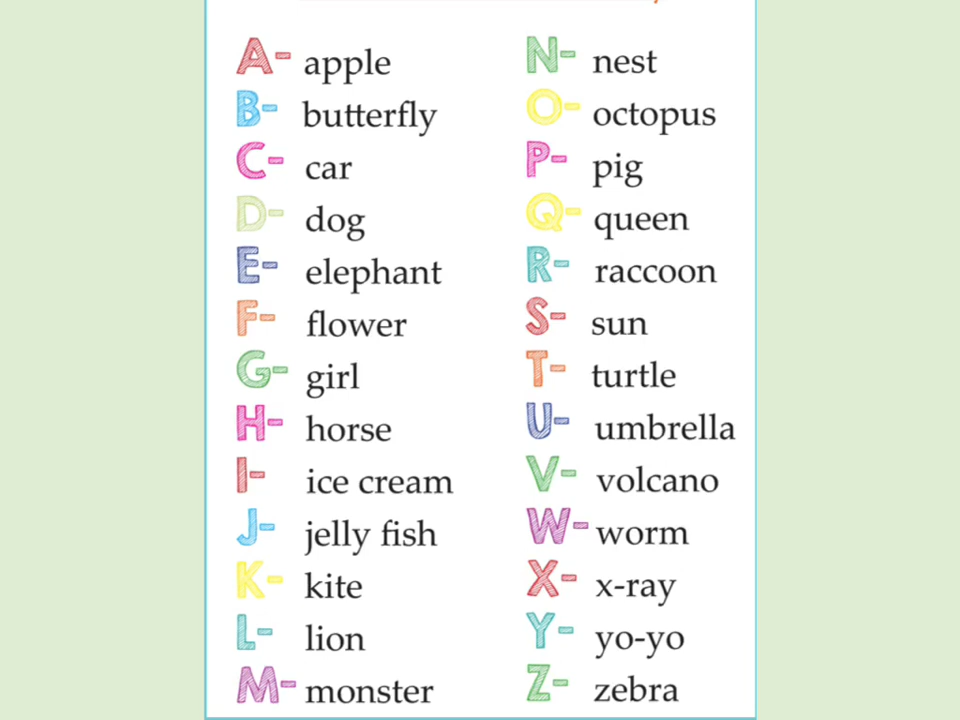 A- apple
B- butterfly
C- car
D- dog
E- elephant
F- flower
G- girl
H- horse
I- ice cream
J- jelly fish
K- kite
L- lion
M- monster
N- nest
O- octopus
P- pig
Q- queen
R- raccoon
S- sun
T- turtle
U- umbrella
V- volcano
W- worm
X- x-ray
Y- yo-yo
Z- zebra